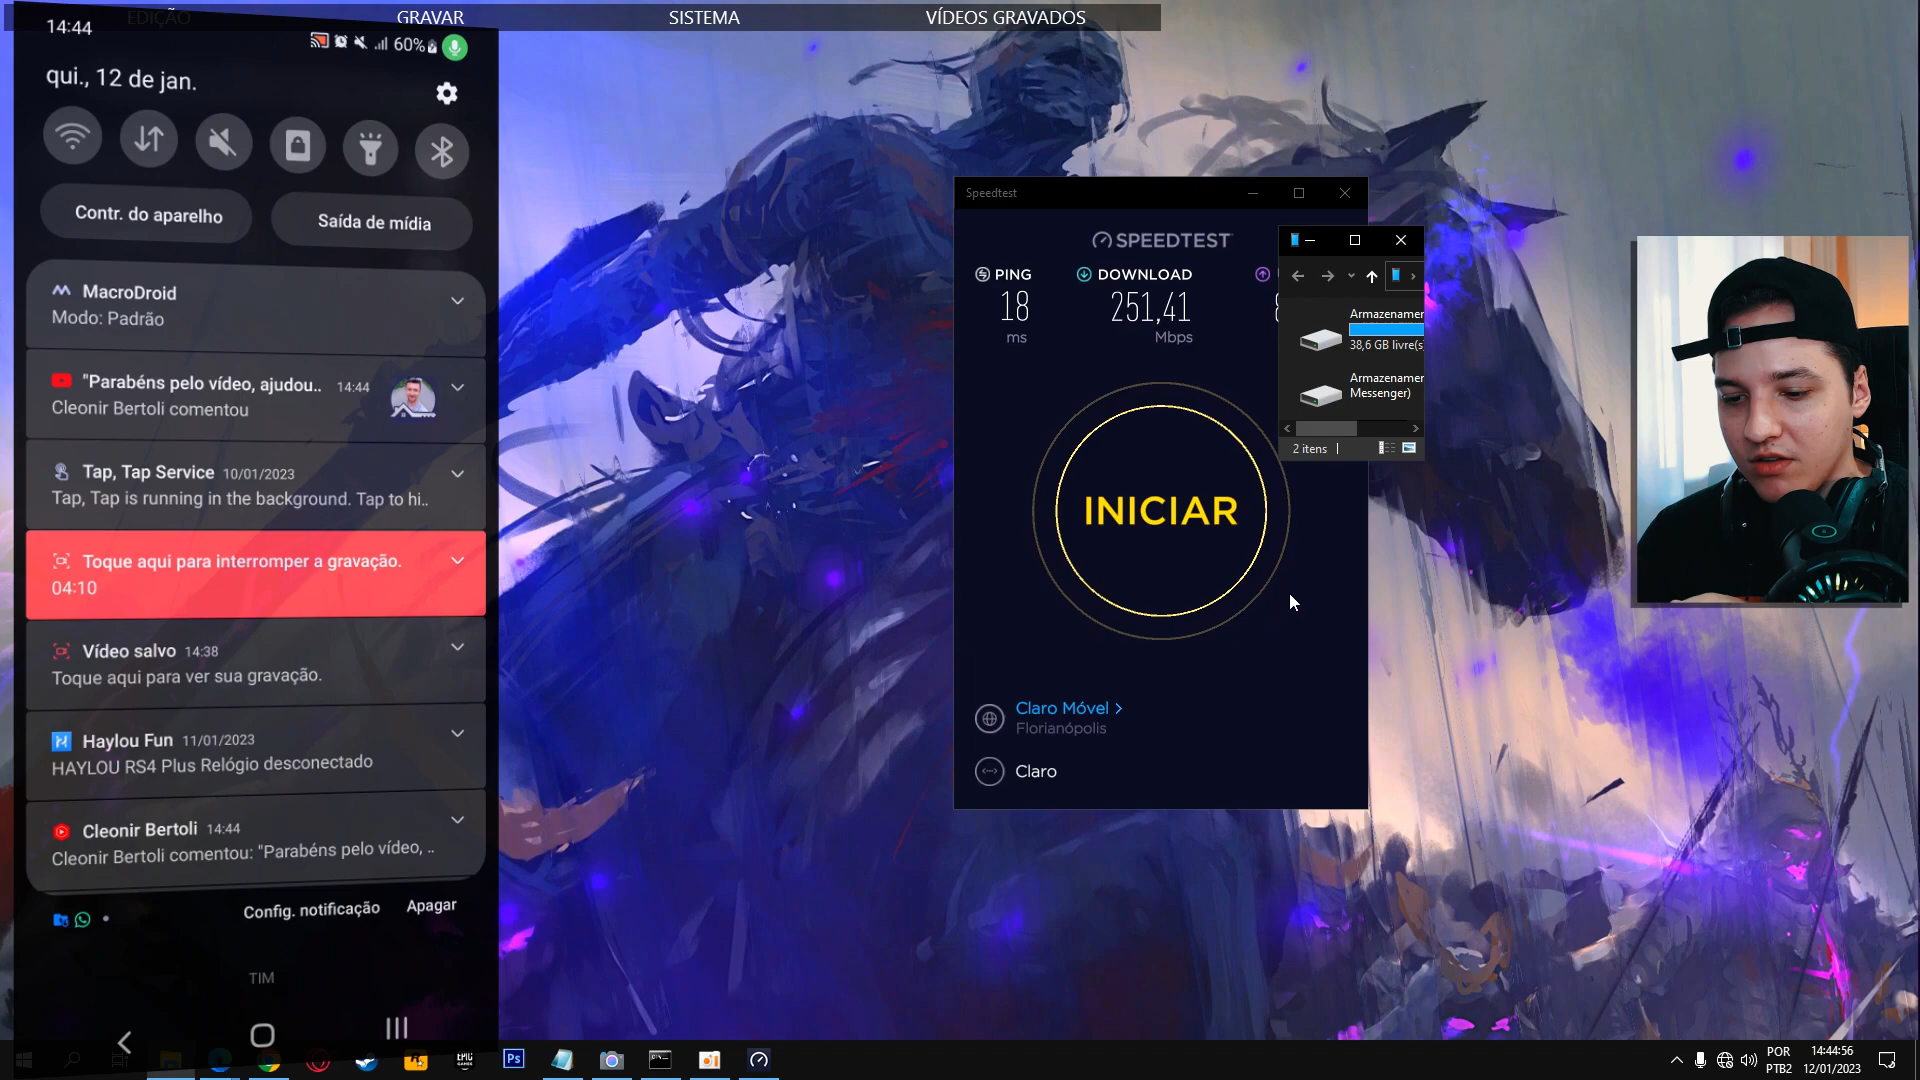 EDIÇÃO
GRAVAR
SISTEMA
VÍDEOS GRAVADOS
14:44
60%
qui., 12 de jan.
Contr. do aparelho
Saída de mídia
MacroDroid
Modo: Padrão
"Parabéns pelo vídeo, ajudou.. 14:44
Cleonir Bertoli comentou
Tap, Tap Service 10/01/2023
Tap, Tap is running in the background. Tap to hi..
Toque aqui para interromper a gravação.
04:10
Vídeo salvo 14:38
Toque aqui para ver sua gravação.
Haylou Fun 11/01/2023
HAYLOU RS4 Plus Relógio desconectado
Cleonir Bertoli 14:44
Cleonir Bertoli comentou: "Parabéns pelo vídeo, ..
Config. notificação
Apagar
TIM
Speedtest
SPEEDTEST
PING
DOWNLOAD
18
251,41
ms
Mbps
INICIAR
Claro Móvel >
Florianópolis
Claro
Armazenamen
38,6 GB livre(s)
Armazenamen
Messenger)
2 itens
Ps
EPIC
GAMES
POR
PTB2
14:44:56
12/01/2023